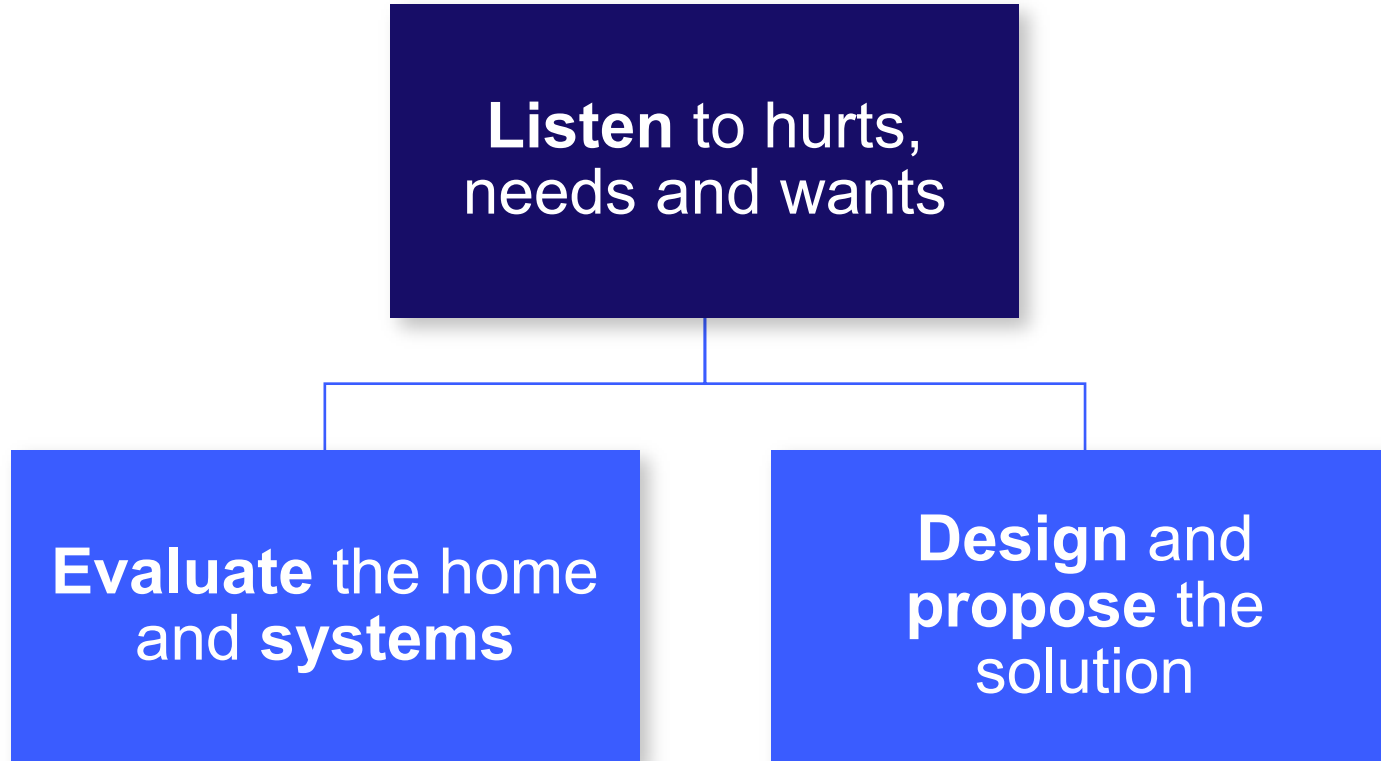 Listen to hurts,
needs and wants
Evaluate the home
and systems
Design and
propose the
solution